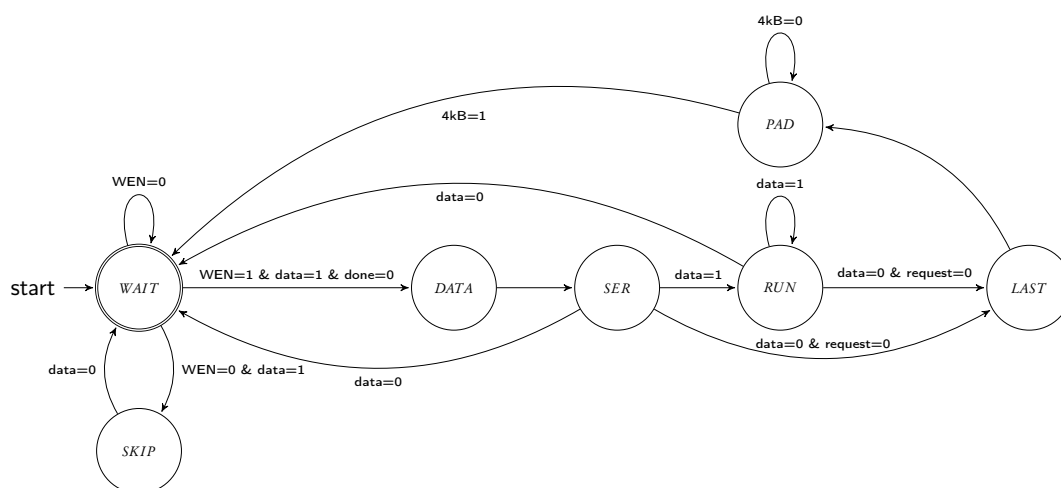 4kB=0
PAD
4kB=1
WEN=0
data=0
data=1
start
WAIT
WEN=1 & data=1 & done=0
DATA
SER
data=1
RUN
data=0 & request=0
LAST
data=0
WEN=0 & data=1
data=0
data=0 & request=0
SKIP